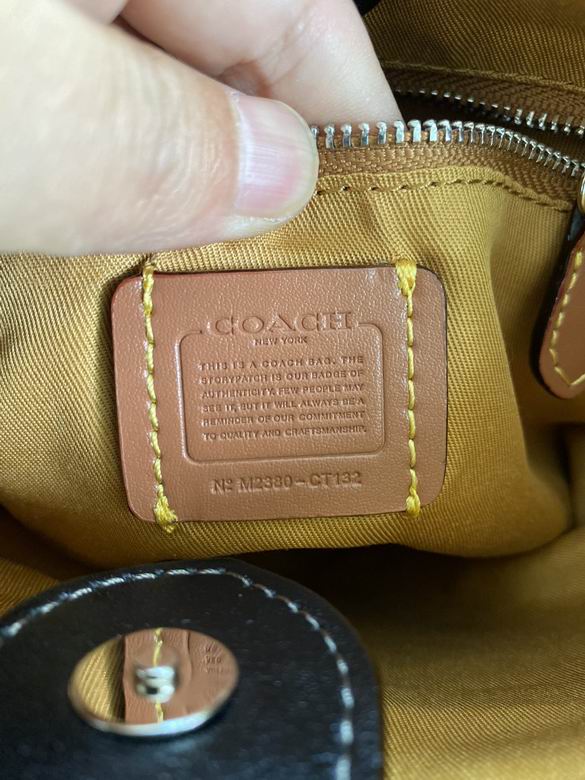 COACH
NEW YORK
THIS IS A COACH BAG. THE
STORYPATCH IS OUR BADGE OF
AUTHENTICITY. FEW PEOPLE MAY
SEE IT, BUT IT WILL ALWAYS BE A
REMINDER OF OUR COMMITMENT
TO QUALITY AND CRAFTSMANSHIP.
Nº M2380-CT132